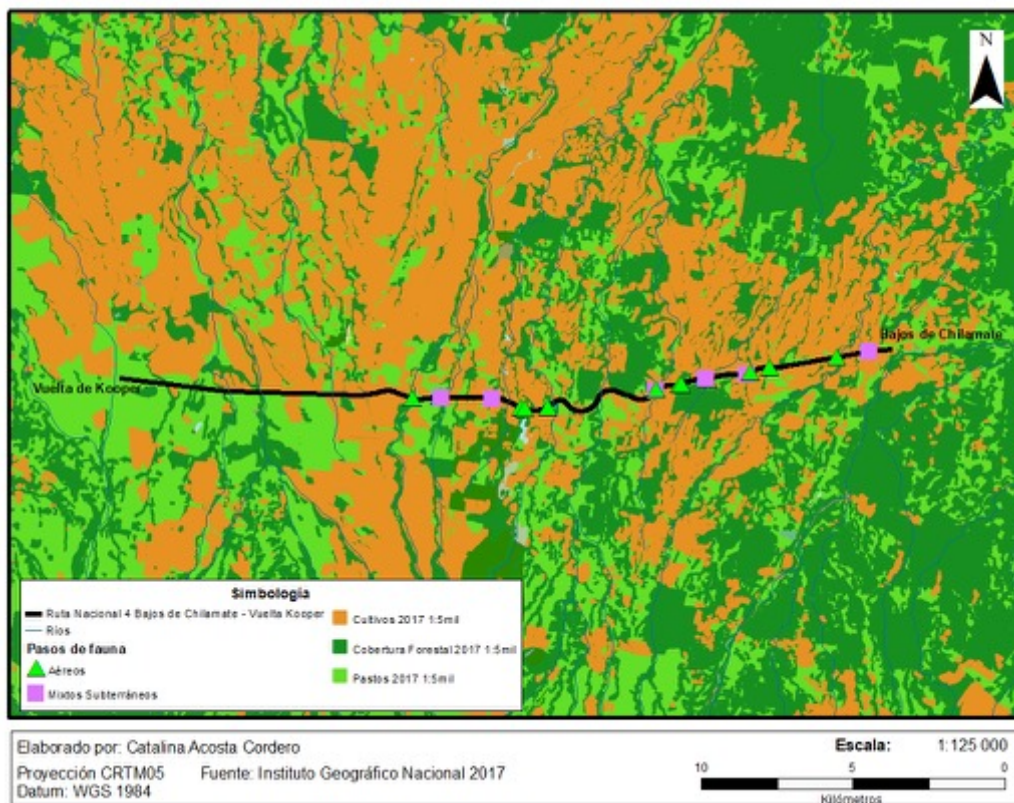 N
Bajos de Chilamate
Vuelta de Kooper
Simbología
Ruta Nacional 4 Bajos de Chilamate - Vuelta Kooper
Ríos
Pasos de fauna
Aéreos
Mixtos Subterráneos
Cultivos 2017 1:5mil
Cobertura Forestal 2017 1:5mil
Pastos 2017 1:5mil
Elaborado por: Catalina Acosta Cordero
Proyección CRTM05 Fuente: Instituto Geográfico Nacional 2017
Datum: WGS 1984
Escala: 1:125 000
10 5 0
Kilómetros